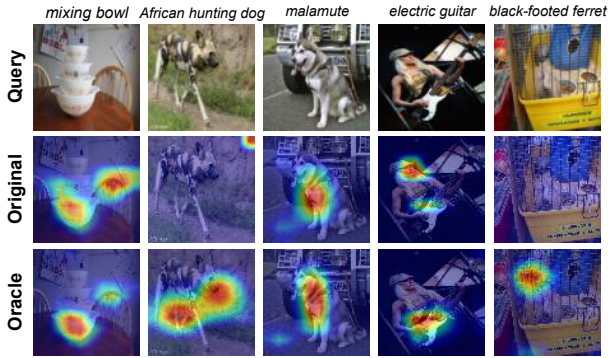 mixing bowl African hunting dog malamute electric guitar black-footed ferret
Query
Original
Oracle